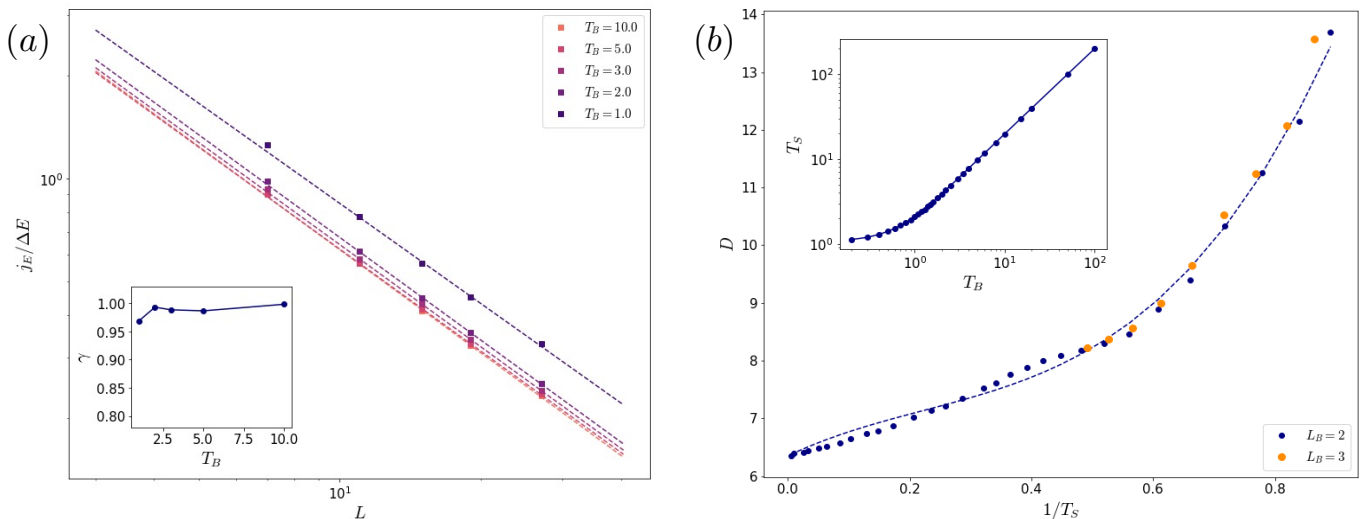 (a)
j_E/ΔE
10^0
10^1
L
T_B = 10.0
T_B = 5.0
T_B = 3.0
T_B = 2.0
T_B = 1.0
γ
1.00
0.95
0.90
0.85
0.80
2.5 5.0 7.5 10.0
T_B
(b)
D
14
13
12
11
10
9
8
7
6
0.0 0.2 0.4 0.6 0.8
1/T_S
T_S
10^2
10^1
10^0
10^0 10^1 10^2
T_B
L_B = 2
L_B = 3